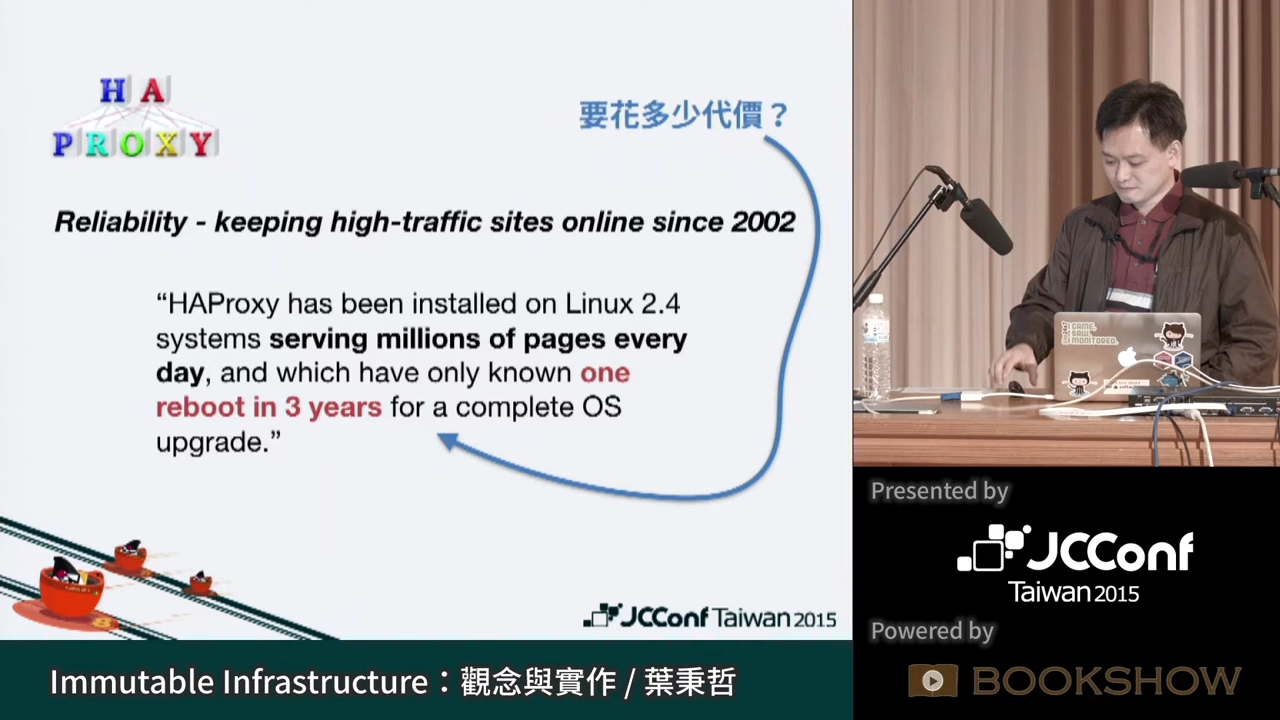 HA
PROXY
要花多少代價？
Reliability - keeping high-traffic sites online since 2002
“HAProxy has been installed on Linux 2.4
systems serving millions of pages every
day, and which have only known one
reboot in 3 years for a complete OS
upgrade.”
JCConf Taiwan 2015
Immutable Infrastructure：觀念與實作 / 葉秉哲
I CAME,
SAW,
MONITORED.
Presented by
JCConf
Taiwan 2015
Powered by
BOOKSHOW